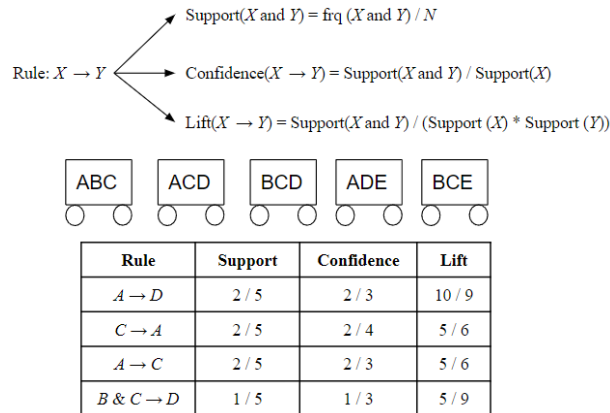 Support(X and Y) = frq (X and Y) / N
Rule: X → Y
Confidence(X → Y) = Support(X and Y) / Support(X)
Lift(X → Y) = Support(X and Y) / (Support (X) * Support (Y))
ABC ACD BCD ADE BCE
Rule Support Confidence Lift
A → D 2 / 5 2 / 3 10 / 9
C → A 2 / 5 2 / 4 5 / 6
A → C 2 / 5 2 / 3 5 / 6
B & C → D 1 / 5 1 / 3 5 / 9